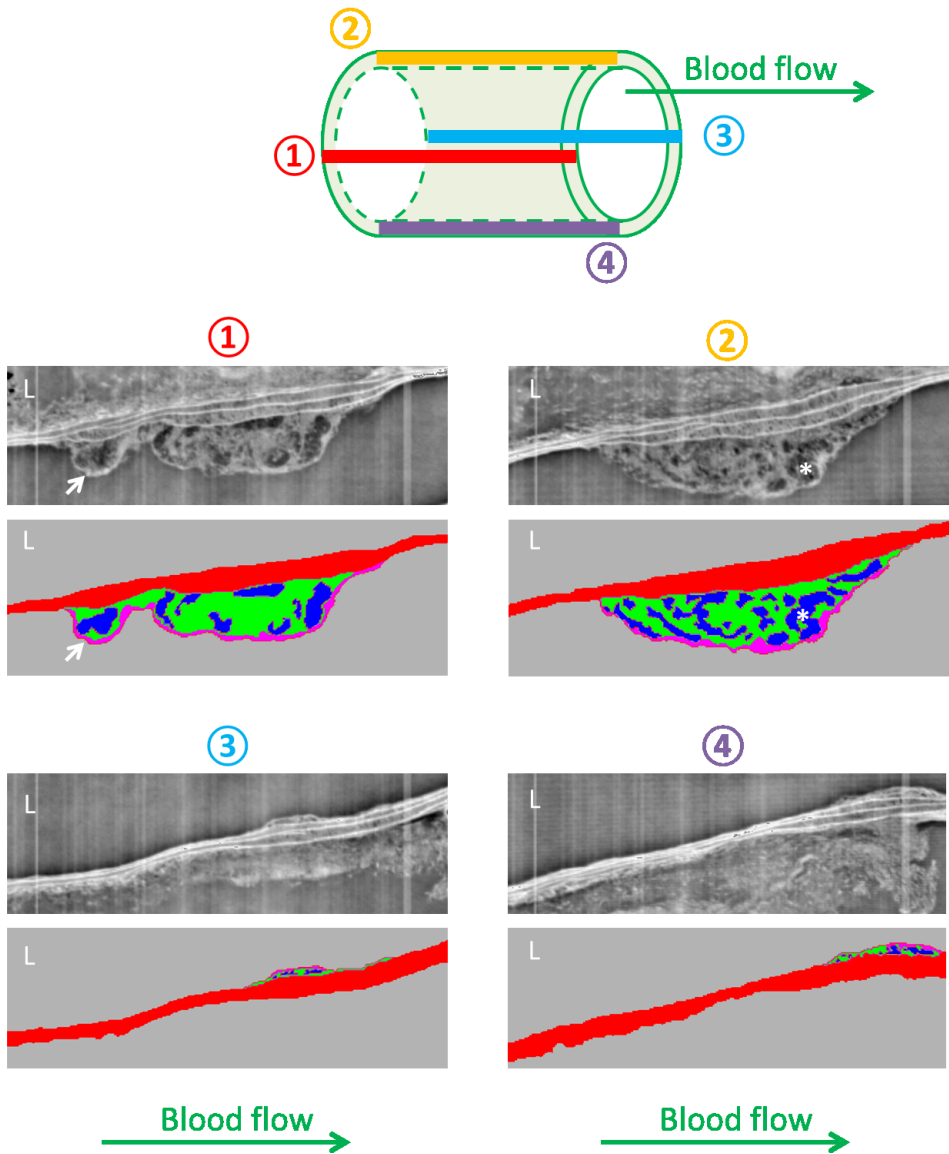 ②
Blood flow
③
①
④
① ②
L L
* 
L L
*
③ ④
L L
L L
Blood flow Blood flow